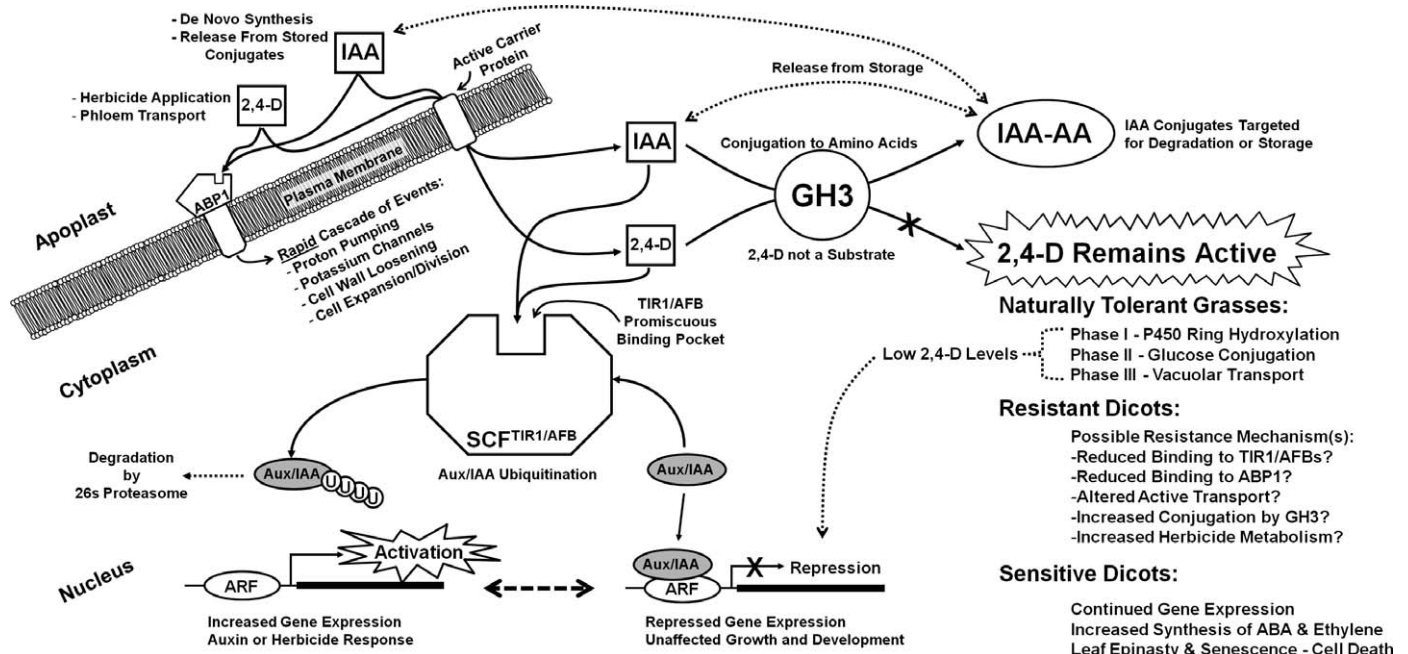 - De Novo Synthesis
- Release From Stored
Conjugates
IAA
Active Carrier
Protein
- Herbicide Application
- Phloem Transport
2,4-D
Plasma Membrane
ABP1
Apoplast
Rapid Cascade of Events:
- Proton Pumping
- Potassium Channels
- Cell Wall Loosening
- Cell Expansion/Division
Release from Storage
IAA
Conjugation to Amino Acids
GH3
IAA-AA
IAA Conjugates Targeted
for Degradation or Storage
2,4-D
2,4-D not a Substrate
X
2,4-D Remains Active
TIR1/AFB
Promiscuous
Binding Pocket
Cytoplasm
SCFTIR1/AFB
Aux/IAA Ubiquitination
Degradation
by
26s Proteasome
Aux/IAA
U U U U
Aux/IAA
Low 2,4-D Levels
Naturally Tolerant Grasses:
Phase I - P450 Ring Hydroxylation
Phase II - Glucose Conjugation
Phase III - Vacuolar Transport
Resistant Dicots:
Possible Resistance Mechanism(s):
-Reduced Binding to TIR1/AFBs?
-Reduced Binding to ABP1?
-Altered Active Transport?
-Increased Conjugation by GH3?
-Increased Herbicide Metabolism?
Sensitive Dicots:
Continued Gene Expression
Increased Synthesis of ABA & Ethylene
Leaf Epinasty & Senescence - Cell Death
Nucleus
ARF
Activation
Increased Gene Expression
Auxin or Herbicide Response
Aux/IAA
ARF
X
Repression
Repressed Gene Expression
Unaffected Growth and Development